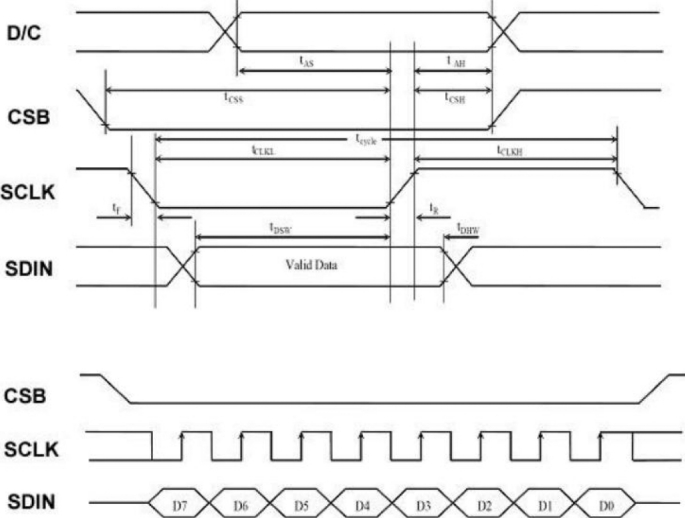 D/C
tAS
tAH
tCSS
tCSH
CSB
tcycle
tCLKL
tCLKH
SCLK
tF
tR
tDSW
tDHW
SDIN
Valid Data
CSB
SCLK
SDIN
D7 D6 D5 D4 D3 D2 D1 D0